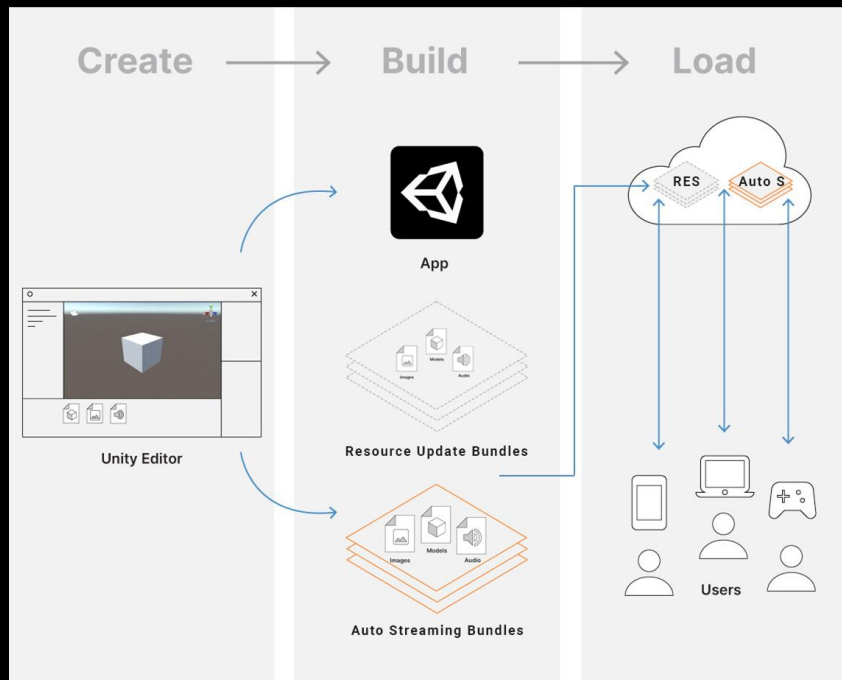 Create
Build
Load
RES
Auto S
App
Models
Images
Audio
Resource Update Bundles
Unity Editor
Models
Images
Audio
Auto Streaming Bundles
Users